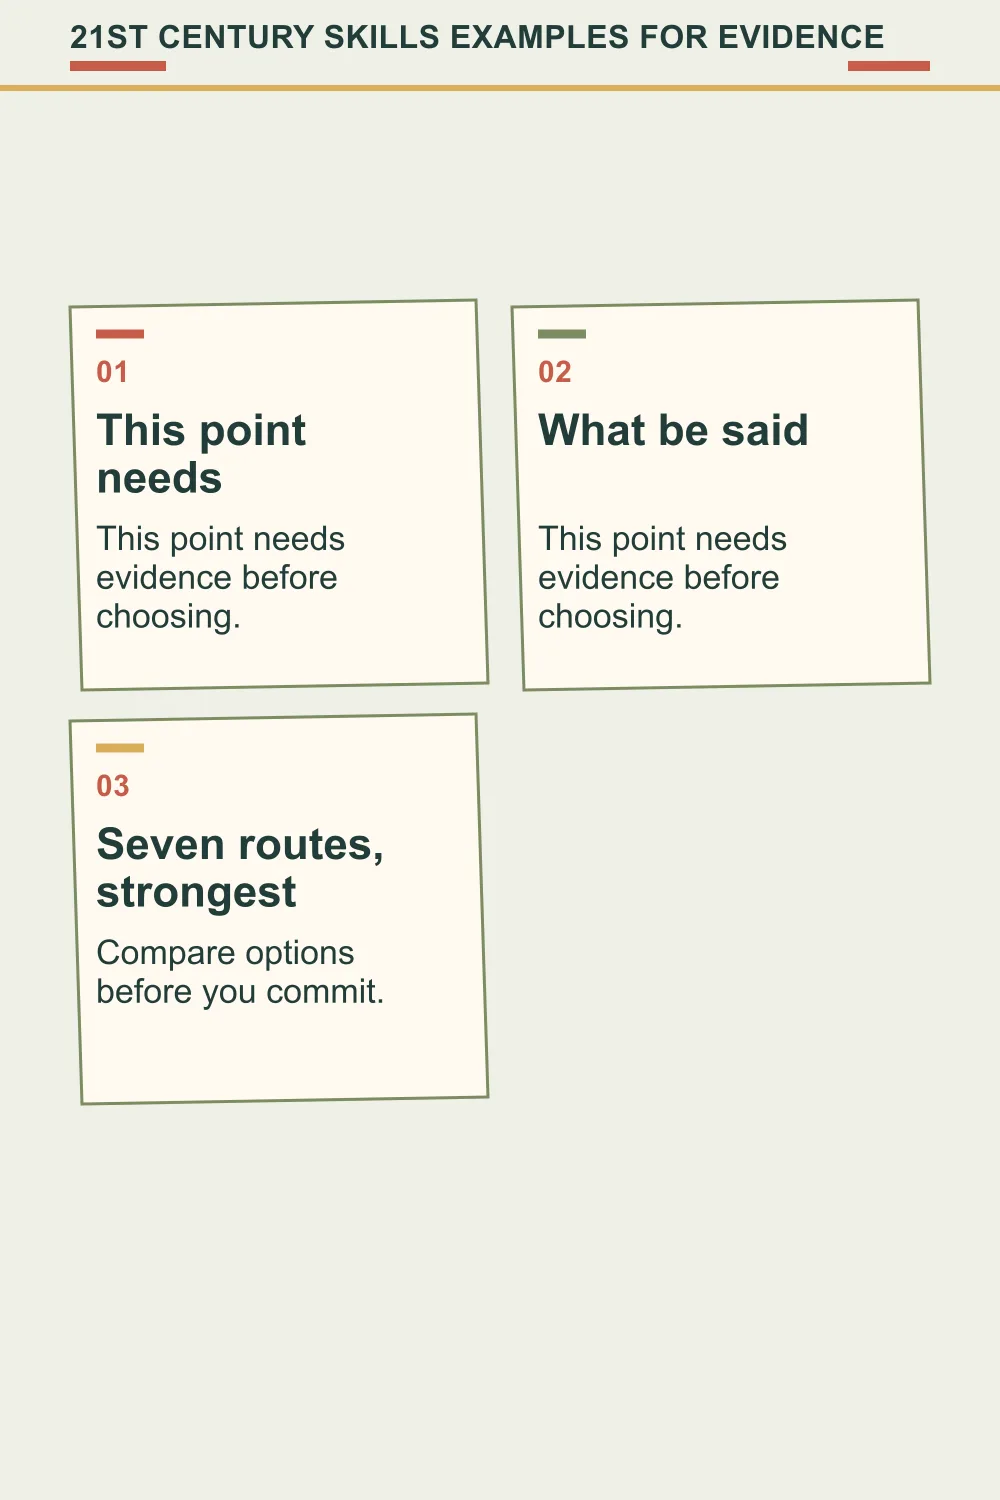 21ST CENTURY SKILLS EXAMPLES FOR EVIDENCE
01
This point
needs
This point needs
evidence before
choosing.
02
What be said
This point needs
evidence before
choosing.
03
Seven routes,
strongest
Compare options
before you commit.